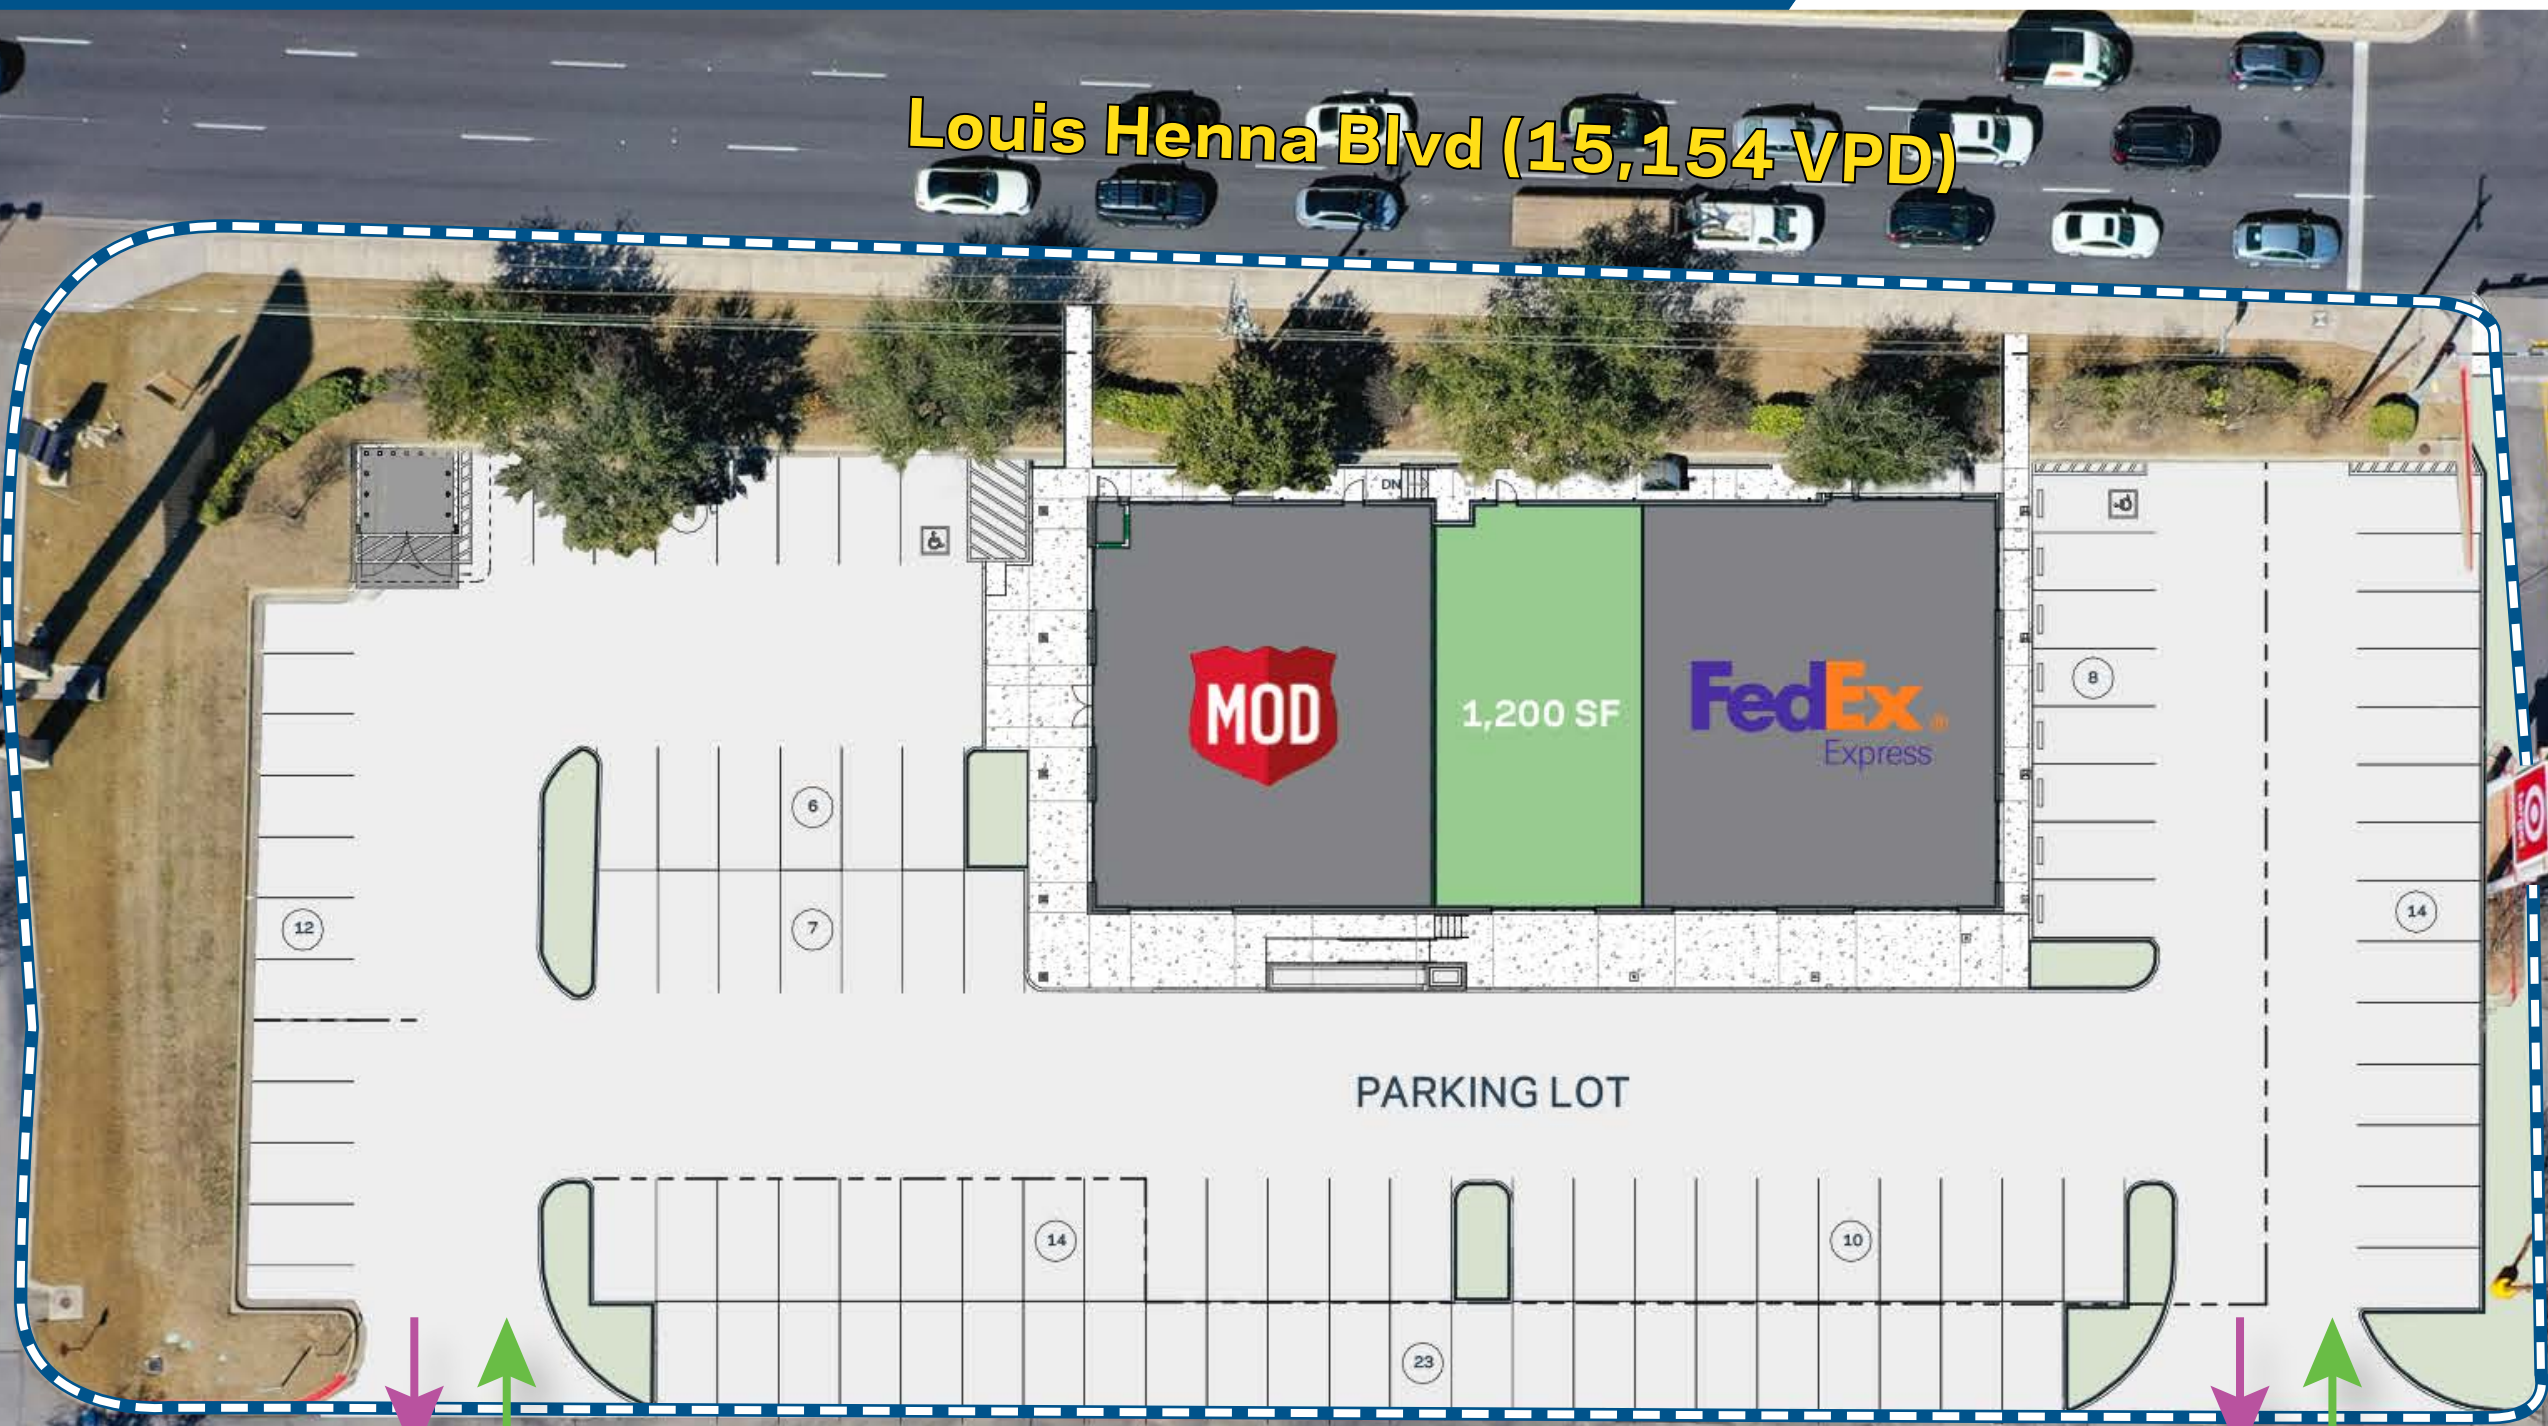 Louis Henna Blvd (15,154 VPD)
DN
MOD
1,200 SF
FedEx®
Express
8
6
12
7
14
PARKING LOT
14
10
23